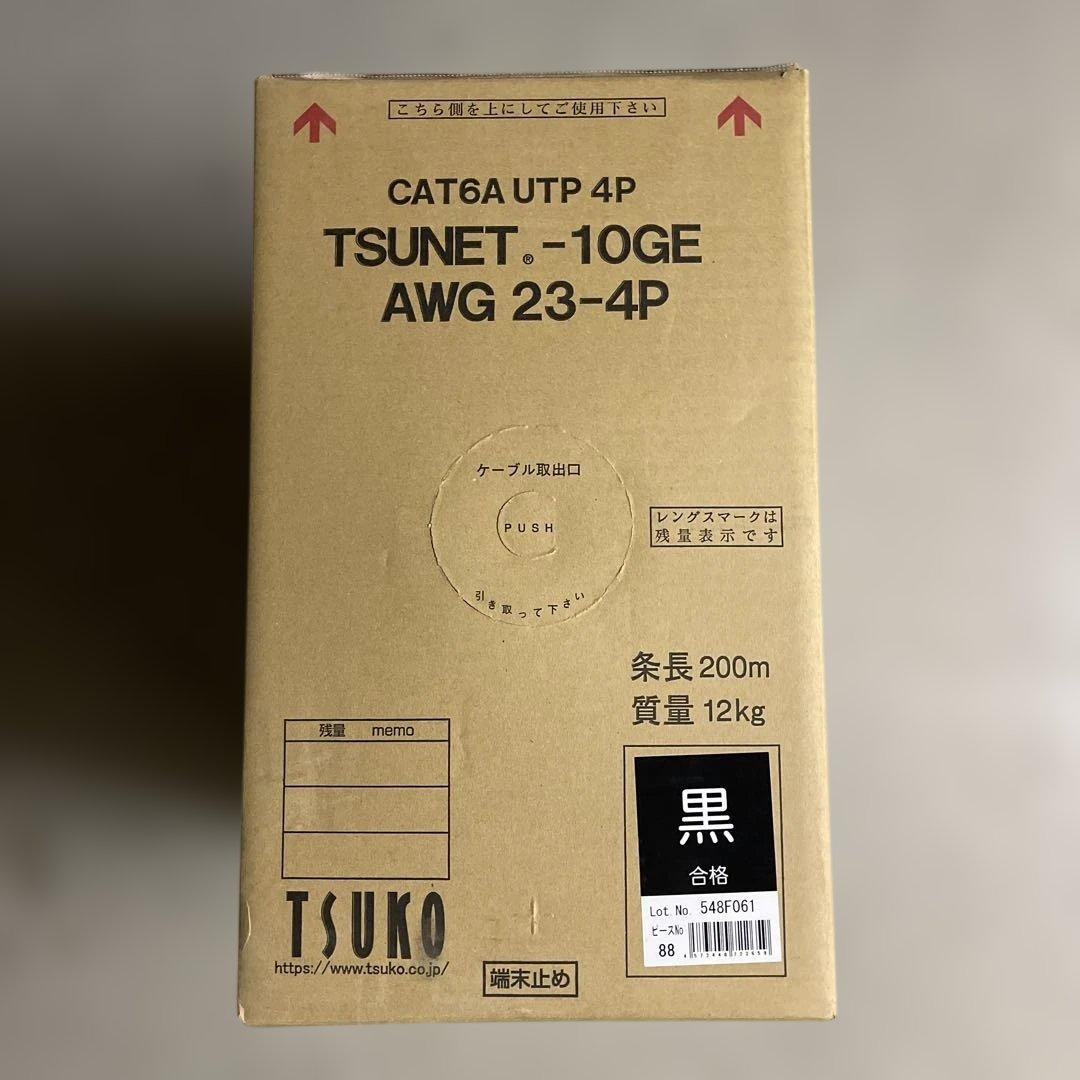 こちら側を上にしてご使用下さい
CAT6A UTP 4P
TSUNET® -10GE
AWG 23-4P
ケーブル取出口
PUSH
引き取って下さい
レングスマークは
残量表示です
条長 200m
質量 12kg
残量 memo
黒
合格
Lot. No. 548F061
ピースNo
88
TSUKO
https://www.tsuko.co.jp/
端末止め